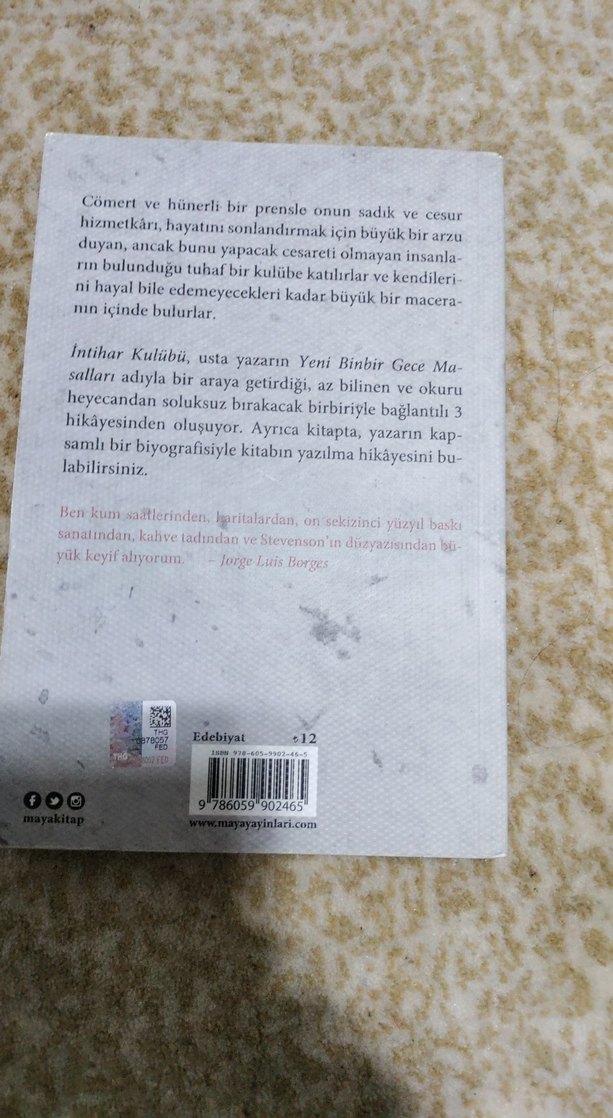 Cömert ve hünerli bir prensle onun sadık ve cesur
hizmetkârı, hayatını sonlandırmak için büyük bir arzu
duyan, ancak bunu yapacak cesareti olmayan insanla-
rın bulunduğu tuhaf bir kulübe katılırlar ve kendileri-
ni hayal bile edemeyecekleri kadar büyük bir macera-
nın içinde bulurlar.
İntihar Kulübü, usta yazarın Yeni Binbir Gece Ma-
salları adıyla bir araya getirdiği, az bilinen ve okuru
heyecandan soluksuz bırakacak birbiriyle bağlantılı 3
hikâyesinden oluşuyor. Ayrıca kitapta, yazarın kap-
samlı bir biyografisiyle kitabın yazılma hikâyesini bu-
labilirsiniz.
Ben kum saatlerinden, haritalardan, on sekizinci yüzyıl baskı
sanatından, kahve tadından ve Stevenson'ın düzyazısından bü-
yük keyif alıyorum. – Jorge Luis Borges
THG
0878057
FED
THG
Edebiyat ₺12
ISBN 978-605-9902-46-5
9 786059 902465
www.mayayayinlari.com
mayakitap